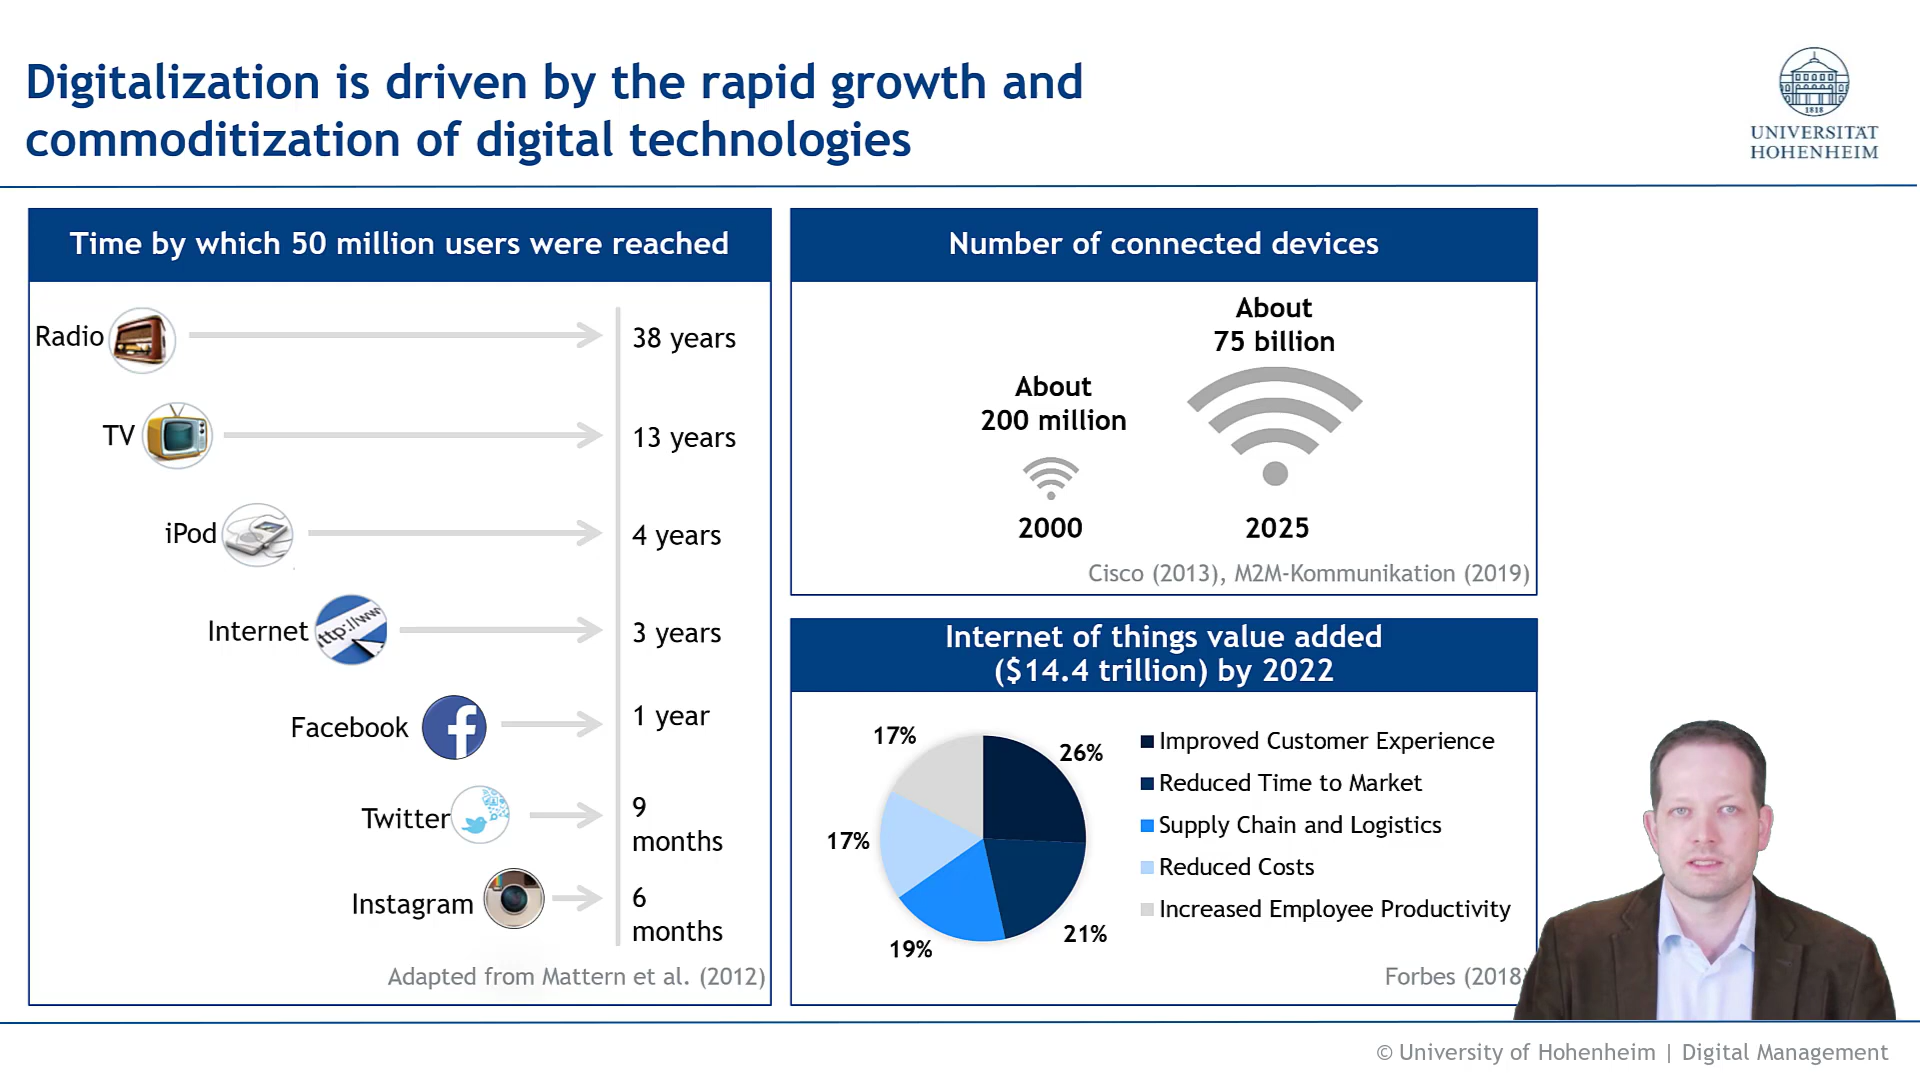 Digitalization is driven by the rapid growth and
commoditization of digital technologies
1818
UNIVERSITÄT
HOHENHEIM
Time by which 50 million users were reached
Radio
38 years
TV
13 years
iPod
4 years
Internet
ttp://ww
3 years
Facebook
f
1 year
Twitter
9
months
Instagram
6
months
Adapted from Mattern et al. (2012)
Number of connected devices
About
200 million
2000
About
75 billion
2025
Cisco (2013), M2M-Kommunikation (2019)
Internet of things value added
($14.4 trillion) by 2022
17%
26%
17%
19%
21%
Improved Customer Experience
Reduced Time to Market
Supply Chain and Logistics
Reduced Costs
Increased Employee Productivity
Forbes (2018)
© University of Hohenheim | Digital Management